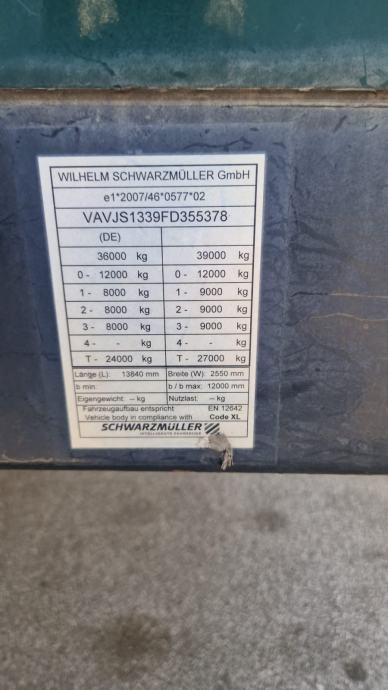 WILHELM SCHWARZMÜLLER GmbH
e1*2007/46*0577*02
VAVJS1339FD355378
(DE)
36000 kg 39000 kg
0 - 12000 kg 0 - 12000 kg
1 - 8000 kg 1 - 9000 kg
2 - 8000 kg 2 - 9000 kg
3 - 8000 kg 3 - 9000 kg
4 - - kg 4 - - kg
T - 24000 kg T - 27000 kg
Länge (L): 13840 mm Breite (W): 2550 mm
b min: b / b max: 12000 mm
Eigengewicht: -- kg Nutzlast: -- kg
Fahrzeugaufbau entspricht EN 12642
Vehicle body in compliance with Code XL
SCHWARZMÜLLER
INTELLIGENTE FAHRZEUGE